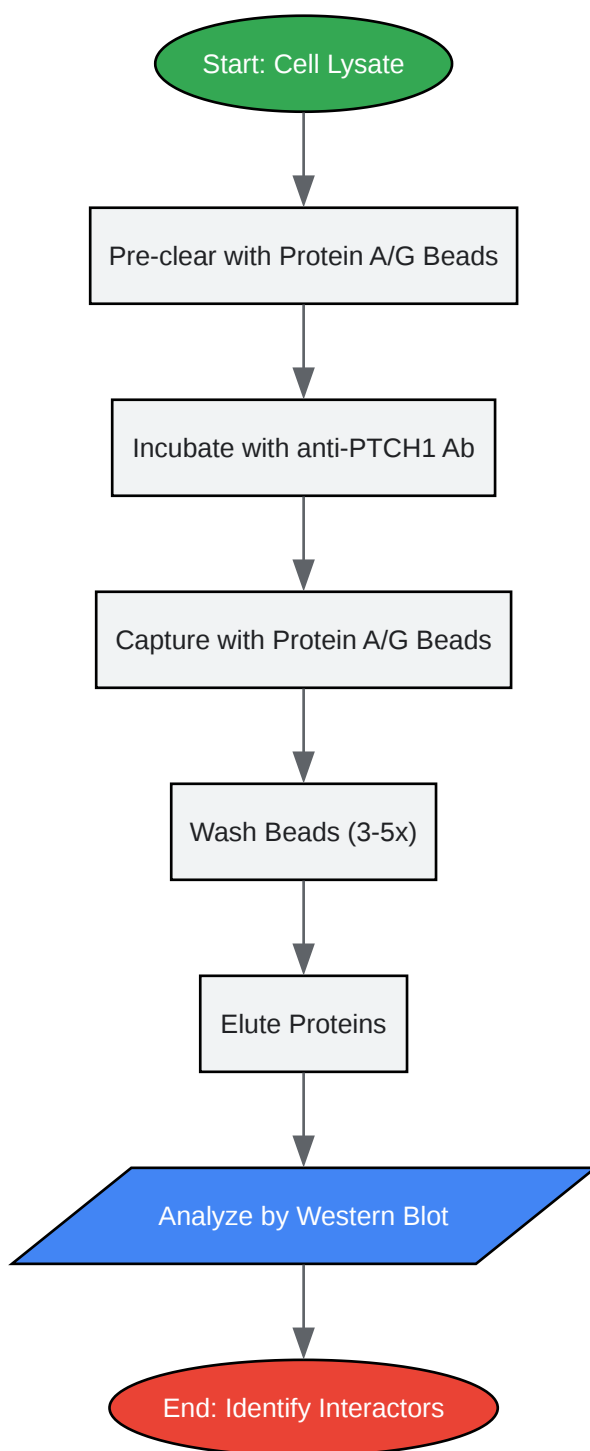 Start: Cell Lysate
Pre-clear with Protein A/G Beads
Incubate with anti-PTCH1 Ab
Capture with Protein A/G Beads
Wash Beads (3-5x)
Elute Proteins
Analyze by Western Blot
End: Identify Interactors